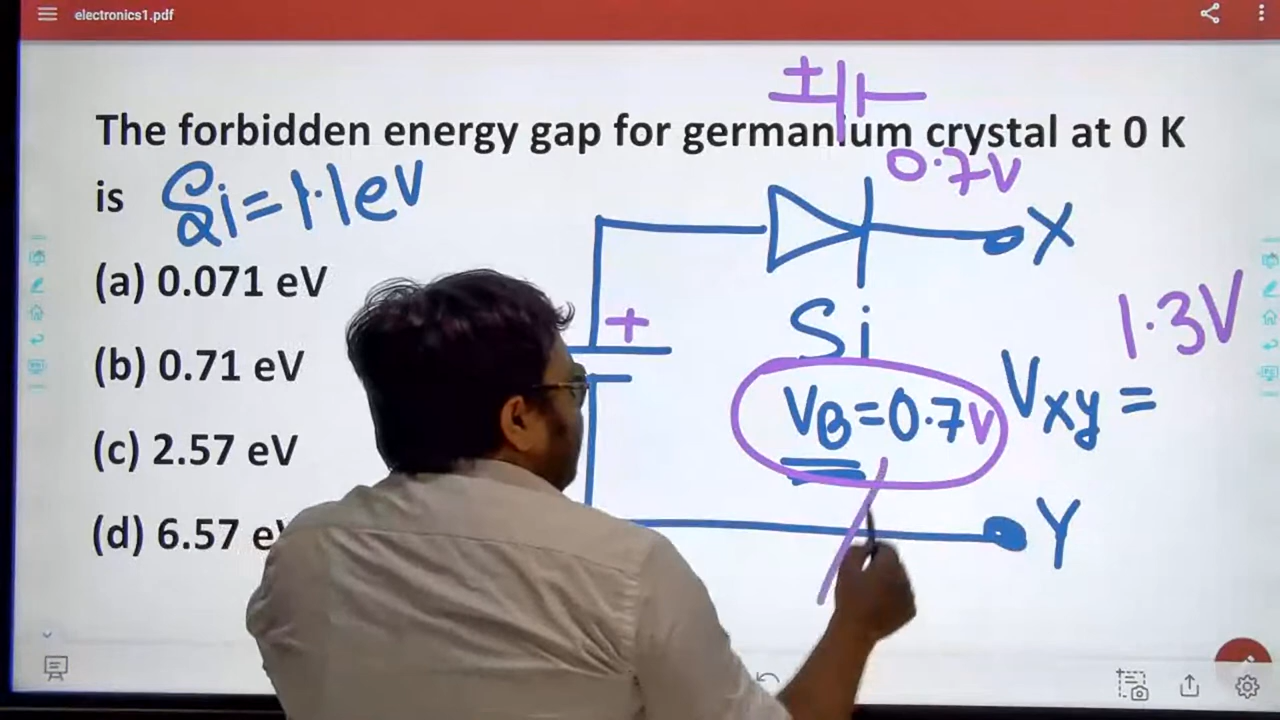 electronics1.pdf
The forbidden energy gap for germanium crystal at 0 K
is
Si=1.1eV
(a) 0.071 eV
(b) 0.71 eV
(c) 2.57 eV
(d) 6.57 e
+
0.7V
X
+
Si
VB=0.7V
Vxy =
1.3V
Y